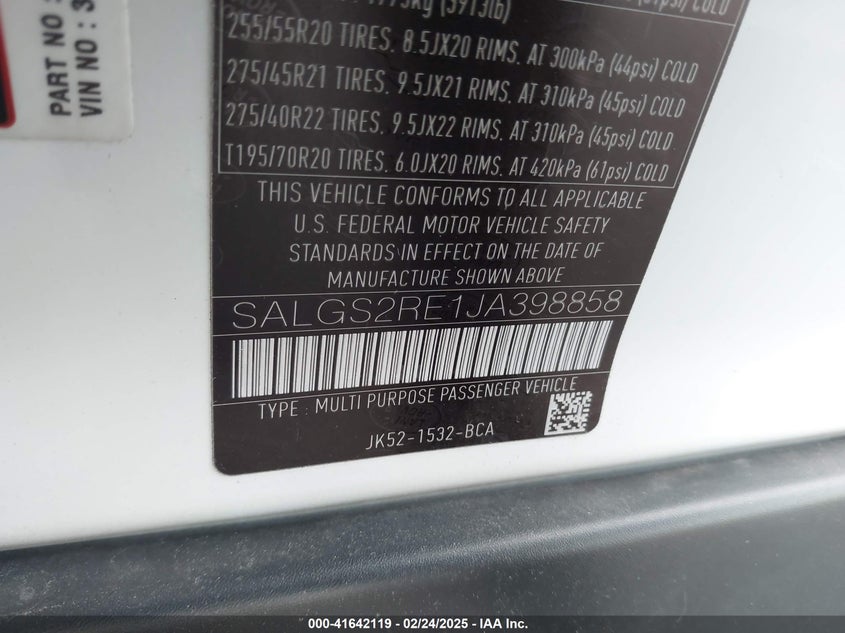 PART NO :
VIN NO : 3
255/55R20 TIRES. 8.5JX20 RIMS. AT 300kPa (44psi) COLD
275/45R21 TIRES. 9.5JX21 RIMS. AT 310kPa (45psi) COLD
275/40R22 TIRES. 9.5JX22 RIMS. AT 310kPa (45psi) COLD
T195/70R20 TIRES. 6.0JX20 RIMS. AT 420kPa (61psi) COLD
THIS VEHICLE CONFORMS TO ALL APPLICABLE
U.S. FEDERAL MOTOR VEHICLE SAFETY
STANDARDS IN EFFECT ON THE DATE OF
MANUFACTURE SHOWN ABOVE
SALGS2RE1JA398858
TYPE : MULTI PURPOSE PASSENGER VEHICLE
JK52-1532-BCA
000-41642119 - 02/24/2025 - IAA Inc.